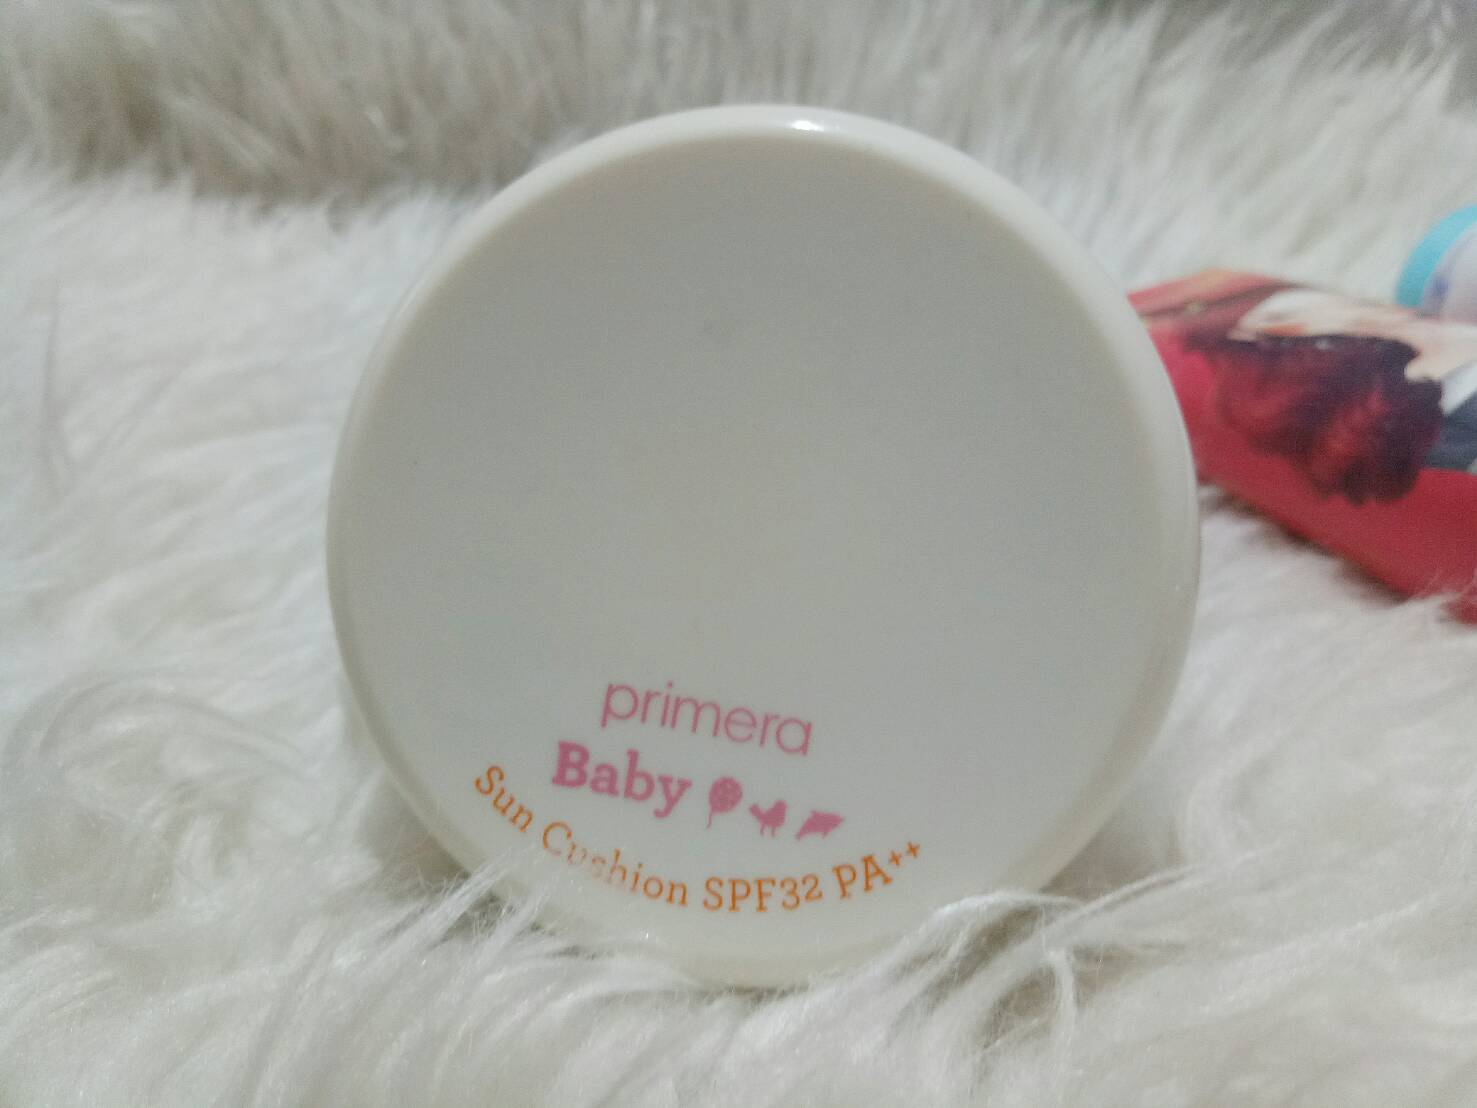 primera
Baby
Sun Cushion SPF32 PA++